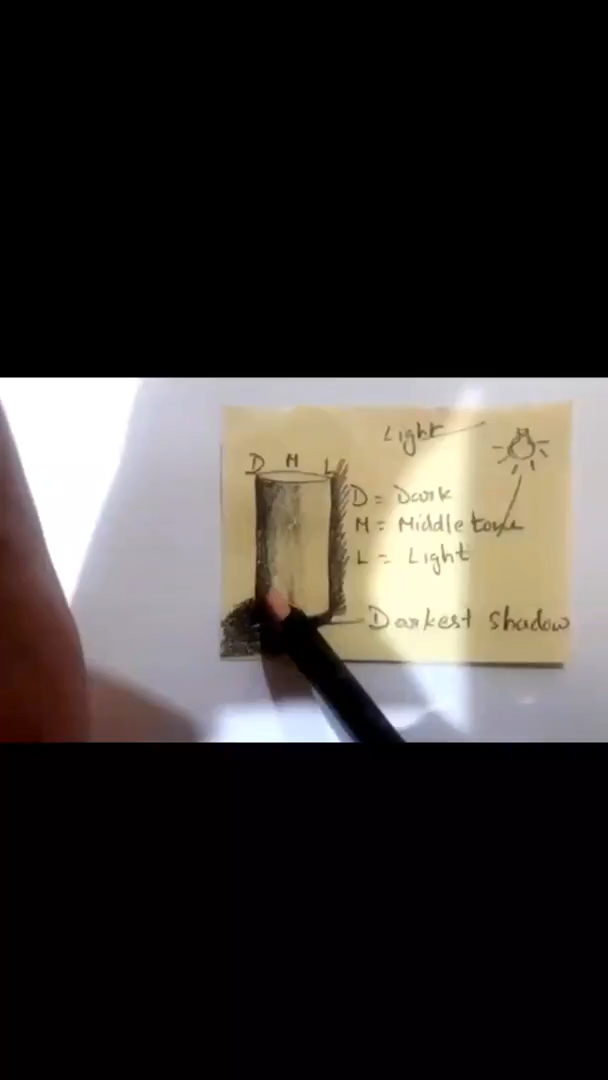 Light
D M L
D = Dark
M = Middle tone
L = Light
Darkest shadow